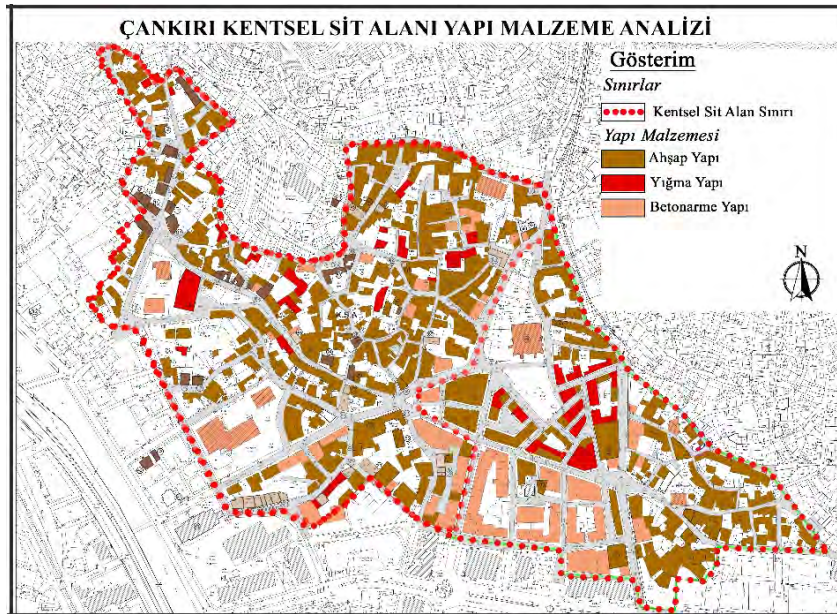 ÇANKIRI KENTSEL SİT ALANI YAPI MALZEME ANALİZİ
Gösterim
Sınırlar
Kentsel Sit Alan Sınırı
Yapı Malzemesi
Ahşap Yapı
Yığma Yapı
Betonarme Yapı
N
K.S.A.